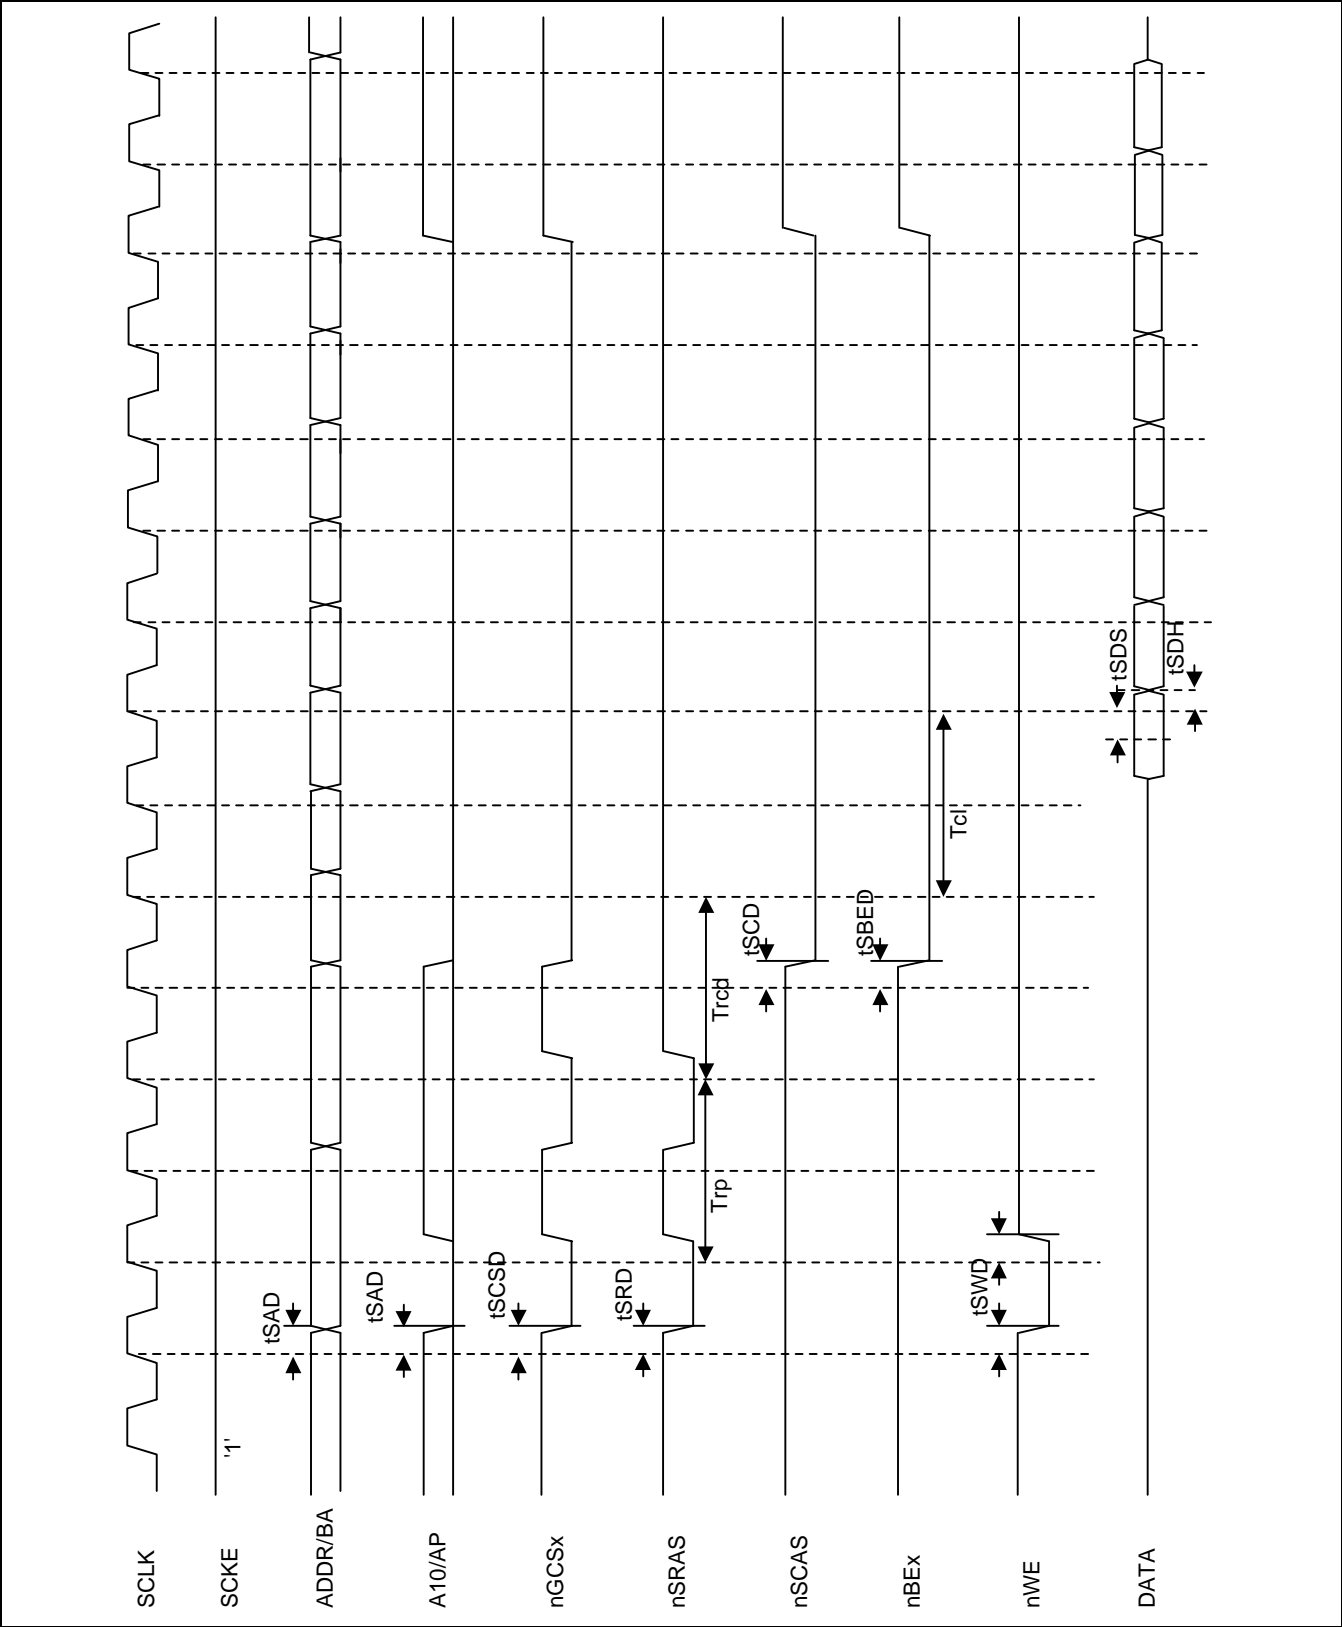 SCLK
SCKE
'1'
ADDR/BA
tSAD
A10/AP
tSAD
nGCSx
tSCSD
nSRAS
tSRD
Trp
Trcd
nSCAS
tSCD
nBEx
tSBED
Tcl
nWE
tSWD
DATA
tSDS
tSDH